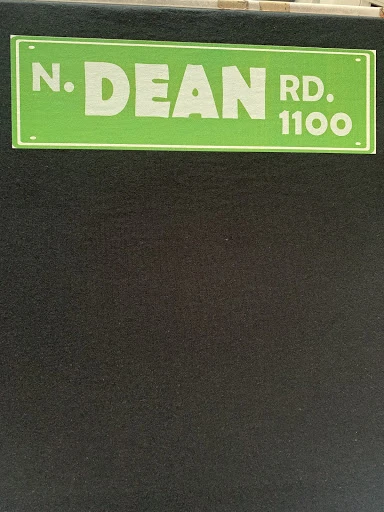 N. DEAN RD.
1100